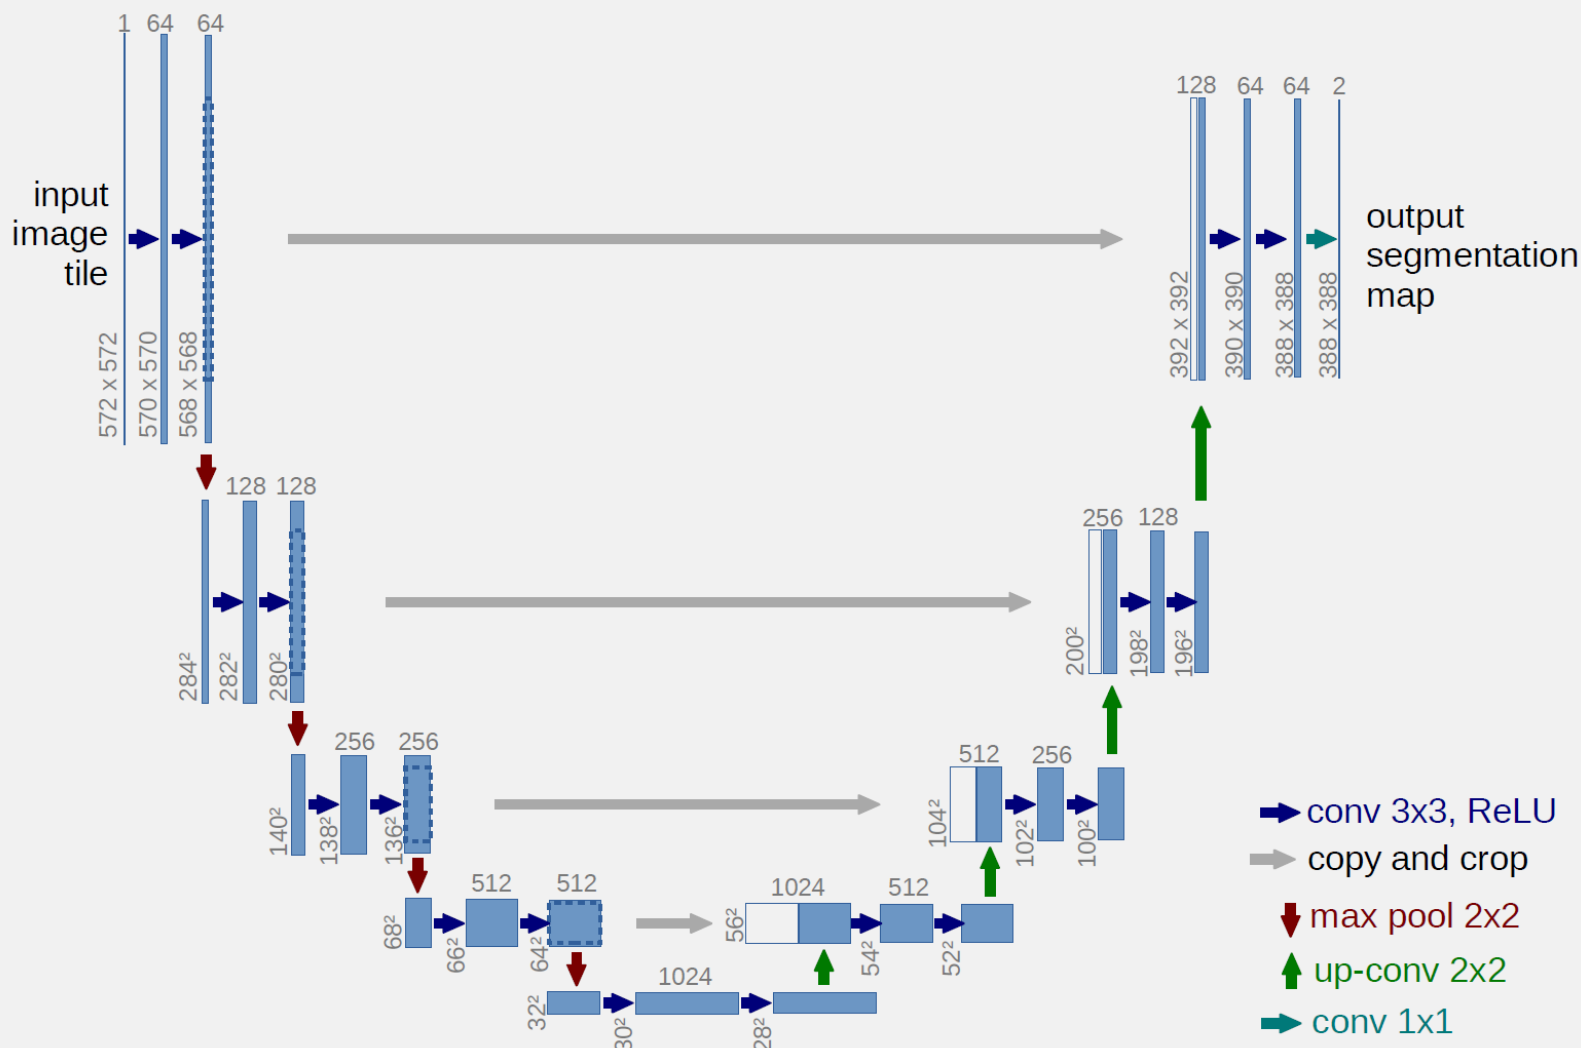 1 64 64
128 64 64 2
input
image
tile
output
segmentation
map
572 x 572
570 x 570
568 x 568
392 x 392
390 x 390
388 x 388
388 x 388
128 128
256 128
284²
282²
280²
200²
198²
196²
256 256
512 256
140²
138²
136²
104²
102²
100²
512 512
1024 512
68²
66²
64²
56²
54²
52²
1024
32²
30²
28²
conv 3x3, ReLU
copy and crop
max pool 2x2
up-conv 2x2
conv 1x1